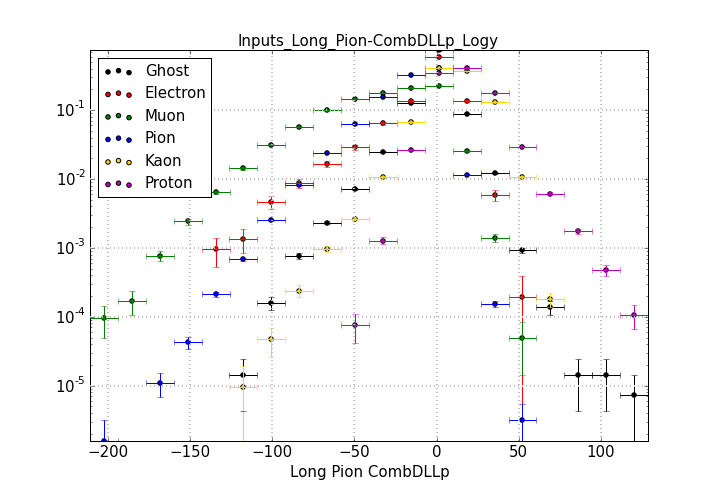 Inputs_Long_Pion-CombDLLp_Logy
Ghost
Electron
Muon
Pion
Kaon
Proton
10⁻¹
10⁻²
10⁻³
10⁻⁴
10⁻⁵
−200 −150 −100 −50 0 50 100
Long Pion CombDLLp